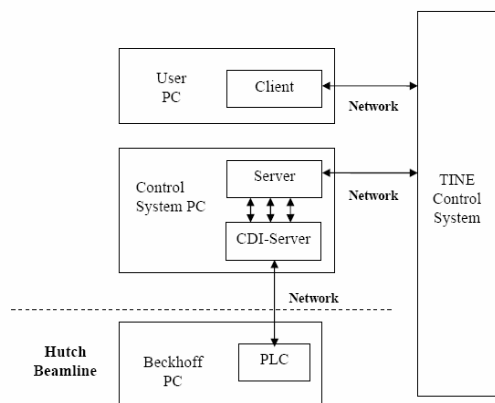 User
PC
Client
Network
Control
System PC
Server
CDI-Server
Network
TINE
Control
System
Network
Hutch
Beamline
Beckhoff
PC
PLC